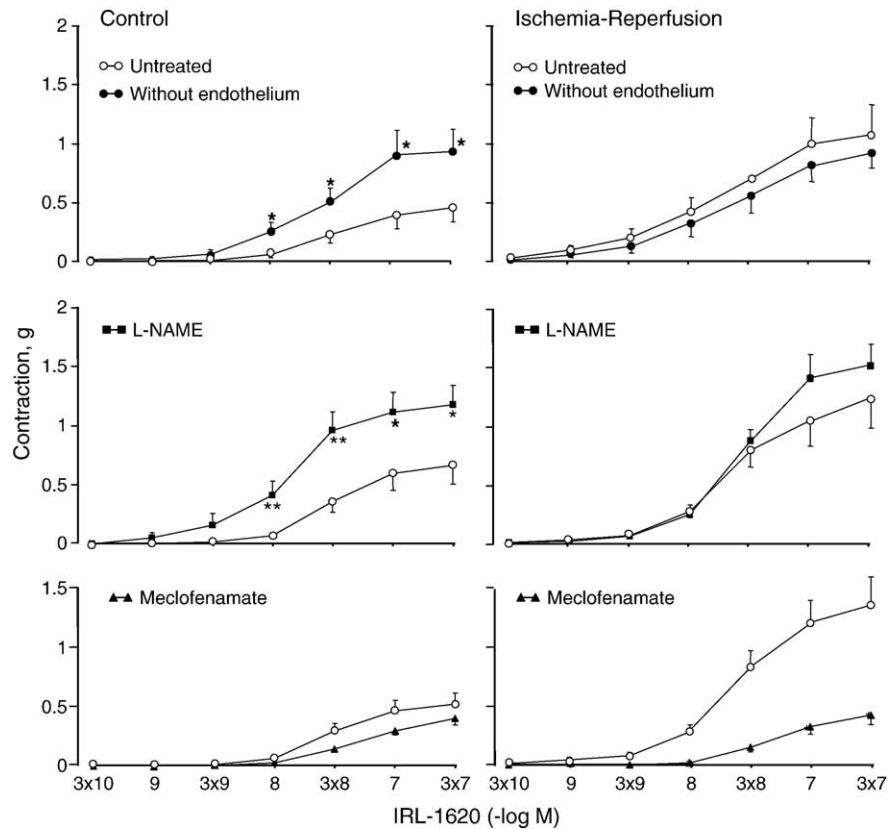 Control
Ischemia-Reperfusion
2
1.5
1
0.5
0
Untreated
Without endothelium
*
*
*
*
Untreated
Without endothelium
Contraction, g
2
1.5
1
0.5
0
L-NAME
**
**
*
*
L-NAME
1.5
1
0.5
0
Meclofenamate
Meclofenamate
3x10 9 3x9 8 3x8 7 3x7
3x10 9 3x9 8 3x8 7 3x7
IRL-1620 (-log M)